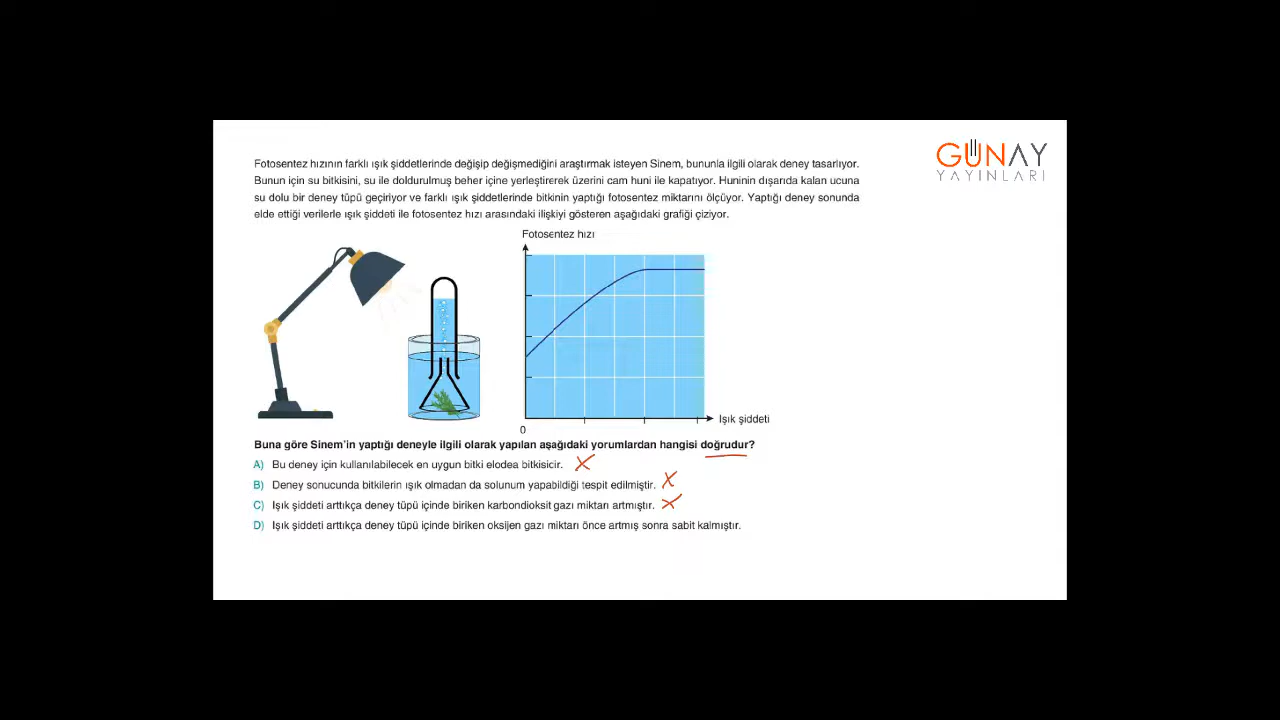 GÜNAY
YAYINLARI
Fotosentez hızının farklı ışık şiddetlerinde değişip değişmediğini araştırmak isteyen Sinem, bununla ilgili olarak deney tasarlıyor.
Bunun için su bitkisini, su ile doldurulmuş beher içine yerleştirerek üzerini cam huni ile kapatıyor. Huninin dışarıda kalan ucuna
su dolu bir deney tüpü geçiriyor ve farklı ışık şiddetlerinde bitkinin yaptığı fotosentez miktarını ölçüyor. Yaptığı deney sonunda
elde ettiği verilerle ışık şiddeti ile fotosentez hızı arasındaki ilişkiyi gösteren aşağıdaki grafiği çiziyor.
Fotosentez hızı
Işık şiddeti
0
Buna göre Sinem'in yaptığı deneyle ilgili olarak yapılan aşağıdaki yorumlardan hangisi doğrudur?
A) Bu deney için kullanılabilecek en uygun bitki elodea bitkisicir.
B) Deney sonucunda bitkilerin ışık olmadan da solunum yapabildiği tespit edilmiştir.
C) Işık şiddeti arttıkça deney tüpü içinde biriken karbondioksit gazı miktarı artmıştır.
D) Işık şiddeti arttıkça deney tüpü içinde biriken oksijen gazı miktarı önce artmış sonra sabit kalmıştır.